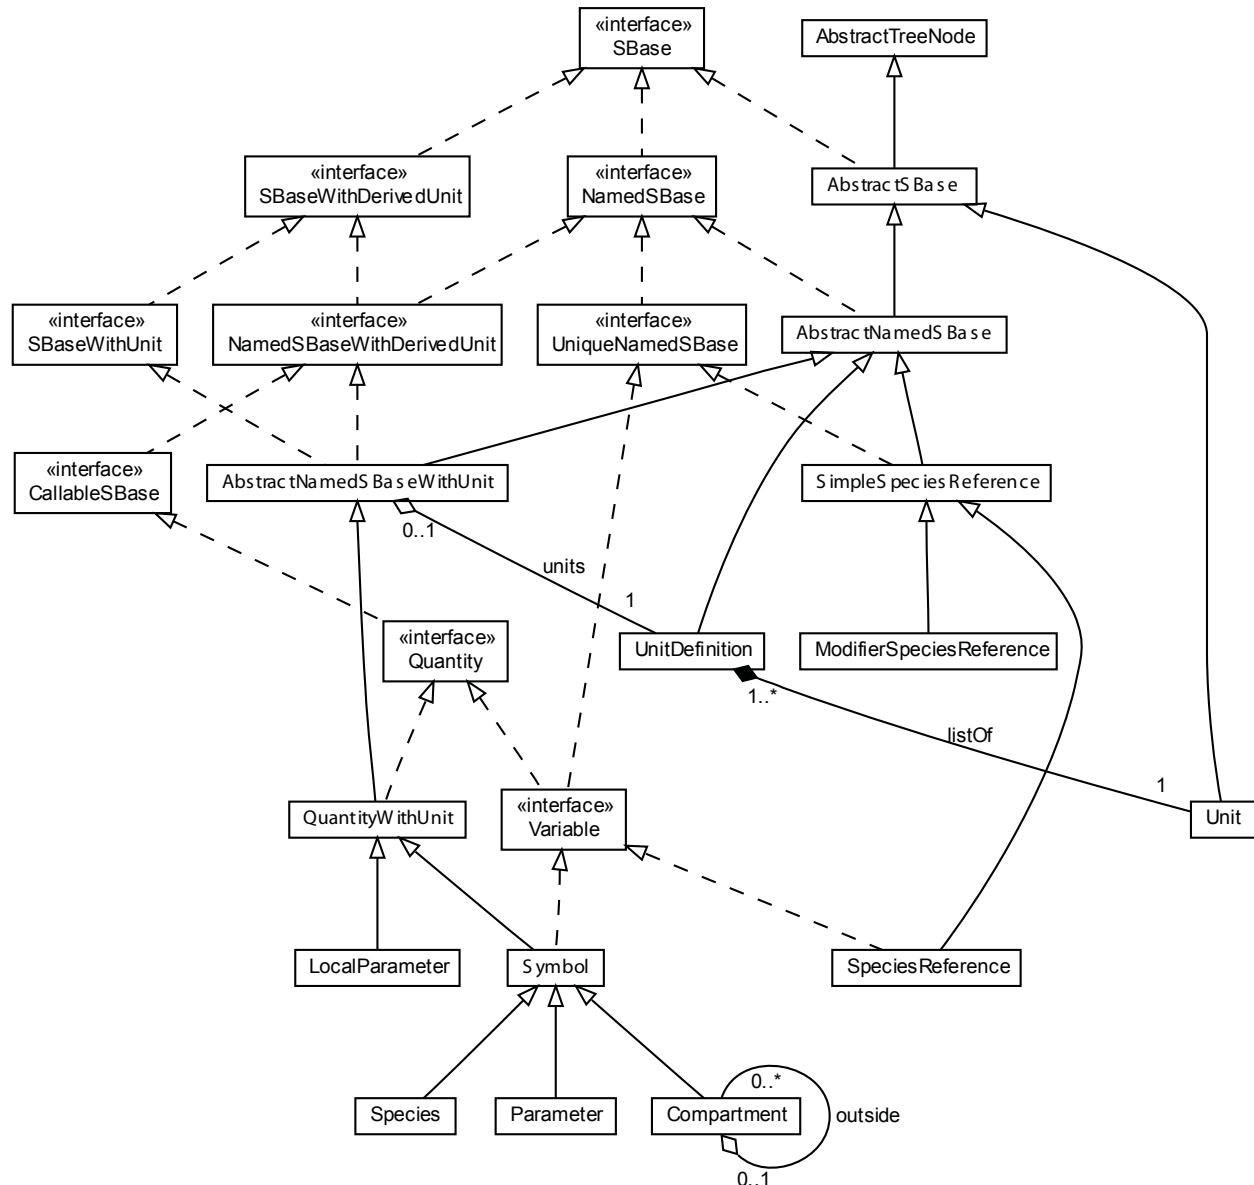 «interface»
SBase
AbstractTreeNode
«interface»
SBaseWithDerivedUnit
«interface»
NamedSBase
AbstractSBase
«interface»
SBaseWithUnit
«interface»
NamedSBaseWithDerivedUnit
«interface»
UniqueNamedSBase
AbstractNamedSBase
«interface»
CallableSBase
AbstractNamedSBaseWithUnit
SimpleSpeciesReference
0..1
units
1
«interface»
Quantity
UnitDefinition
ModifierSpeciesReference
1..*
listOf
1
QuantityWithUnit
«interface»
Variable
Unit
LocalParameter
Symbol
SpeciesReference
0..*
Species
Parameter
Compartment
outside
0..1